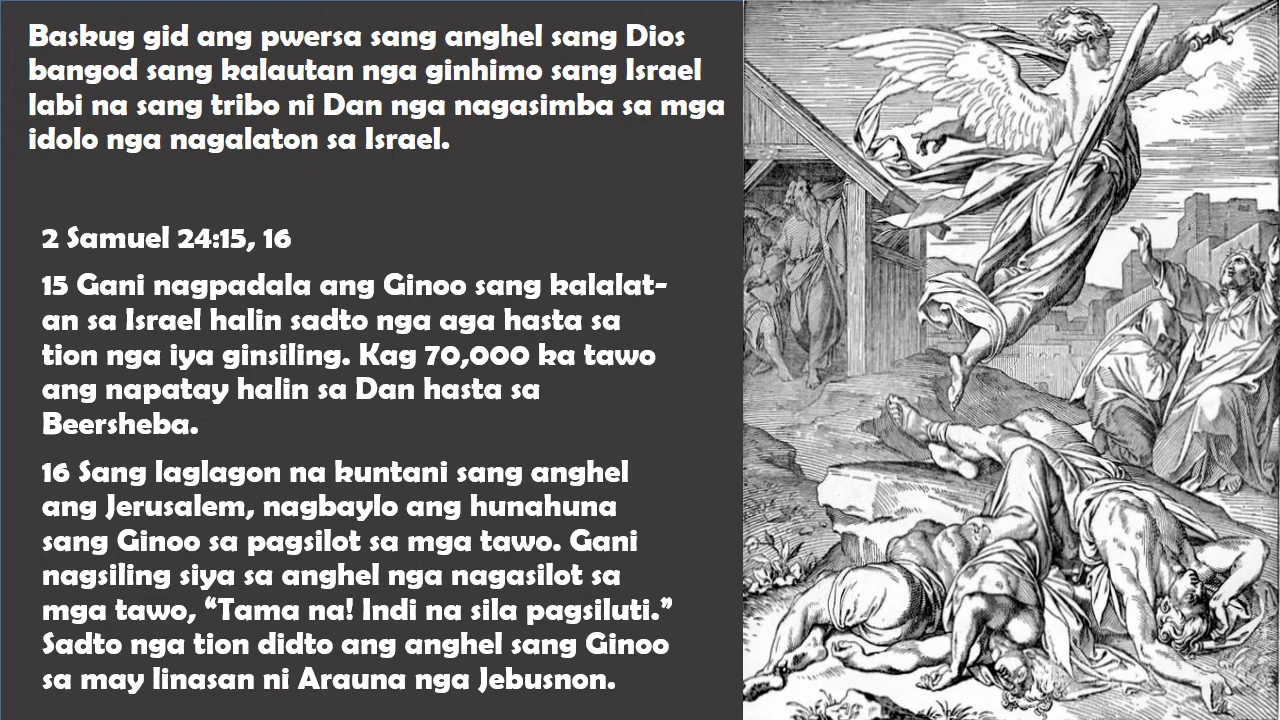 Baskug gid ang pwersa sang anghel sang Dios
bangod sang kalautan nga ginhimo sang Israel
labi na sang tribo ni Dan nga nagasimba sa mga
idolo nga nagalaton sa Israel.
2 Samuel 24:15, 16
15 Gani nagpadala ang Ginoo sang kalalat-
an sa Israel halin sadto nga aga hasta sa
tion nga iya ginsiling. Kag 70,000 ka tawo
ang napatay halin sa Dan hasta sa
Beersheba.
16 Sang laglagon na kuntani sang anghel
ang Jerusalem, nagbaylo ang hunahuna
sang Ginoo sa pagsilot sa mga tawo. Gani
nagsiling siya sa anghel nga nagasilot sa
mga tawo, “Tama na! Indi na sila pagsiluti.”
Sadto nga tion didto ang anghel sang Ginoo
sa may linasan ni Arauna nga Jebusnon.